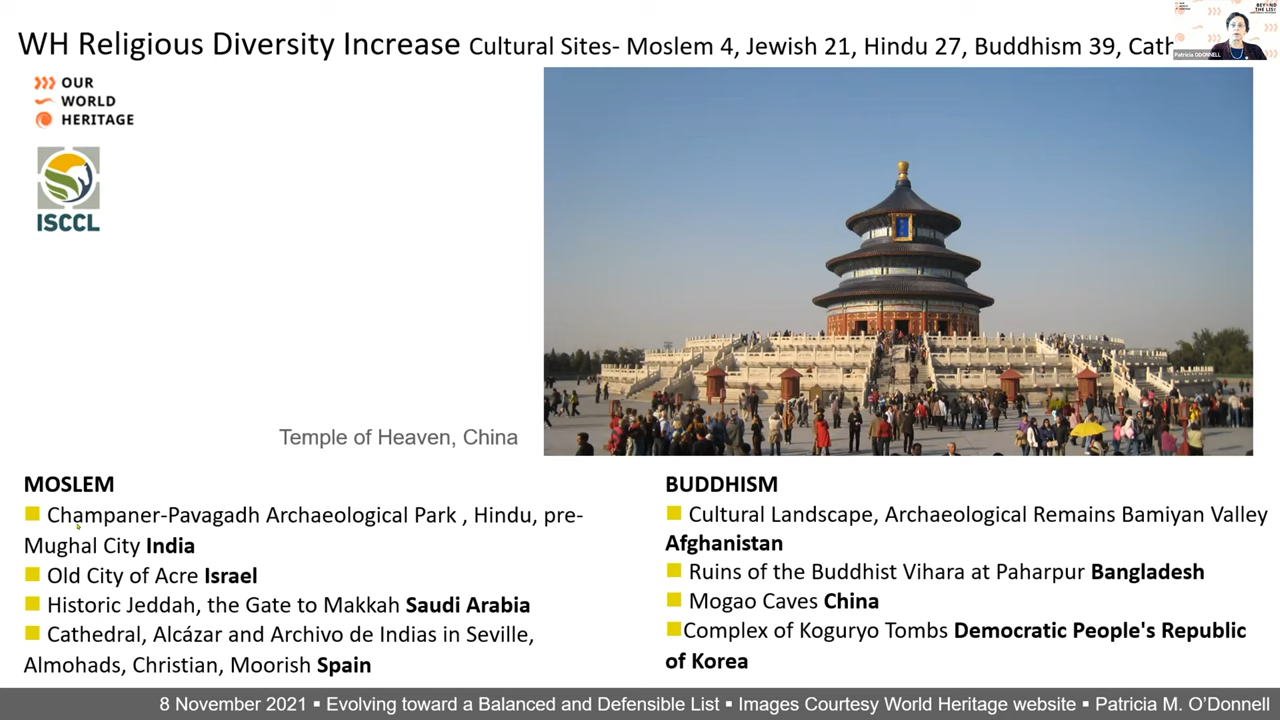 WH Religious Diversity Increase Cultural Sites- Moslem 4, Jewish 21, Hindu 27, Buddhism 39,
Patricia ODONNELL
OUR
WORLD
HERITAGE
ISCCL
Temple of Heaven, China
MOSLEM
Champaner-Pavagadh Archaeological Park , Hindu, pre-
Mughal City India
Old City of Acre Israel
Historic Jeddah, the Gate to Makkah Saudi Arabia
Cathedral, Alcázar and Archivo de Indias in Seville,
Almohads, Christian, Moorish Spain
BUDDHISM
Cultural Landscape, Archaeological Remains Bamiyan Valley
Afghanistan
Ruins of the Buddhist Vihara at Paharpur Bangladesh
Mogao Caves China
Complex of Koguryo Tombs Democratic People's Republic
of Korea
8 November 2021 ▪ Evolving toward a Balanced and Defensible List ▪ Images Courtesy World Heritage website ▪ Patricia M. O’Donnell